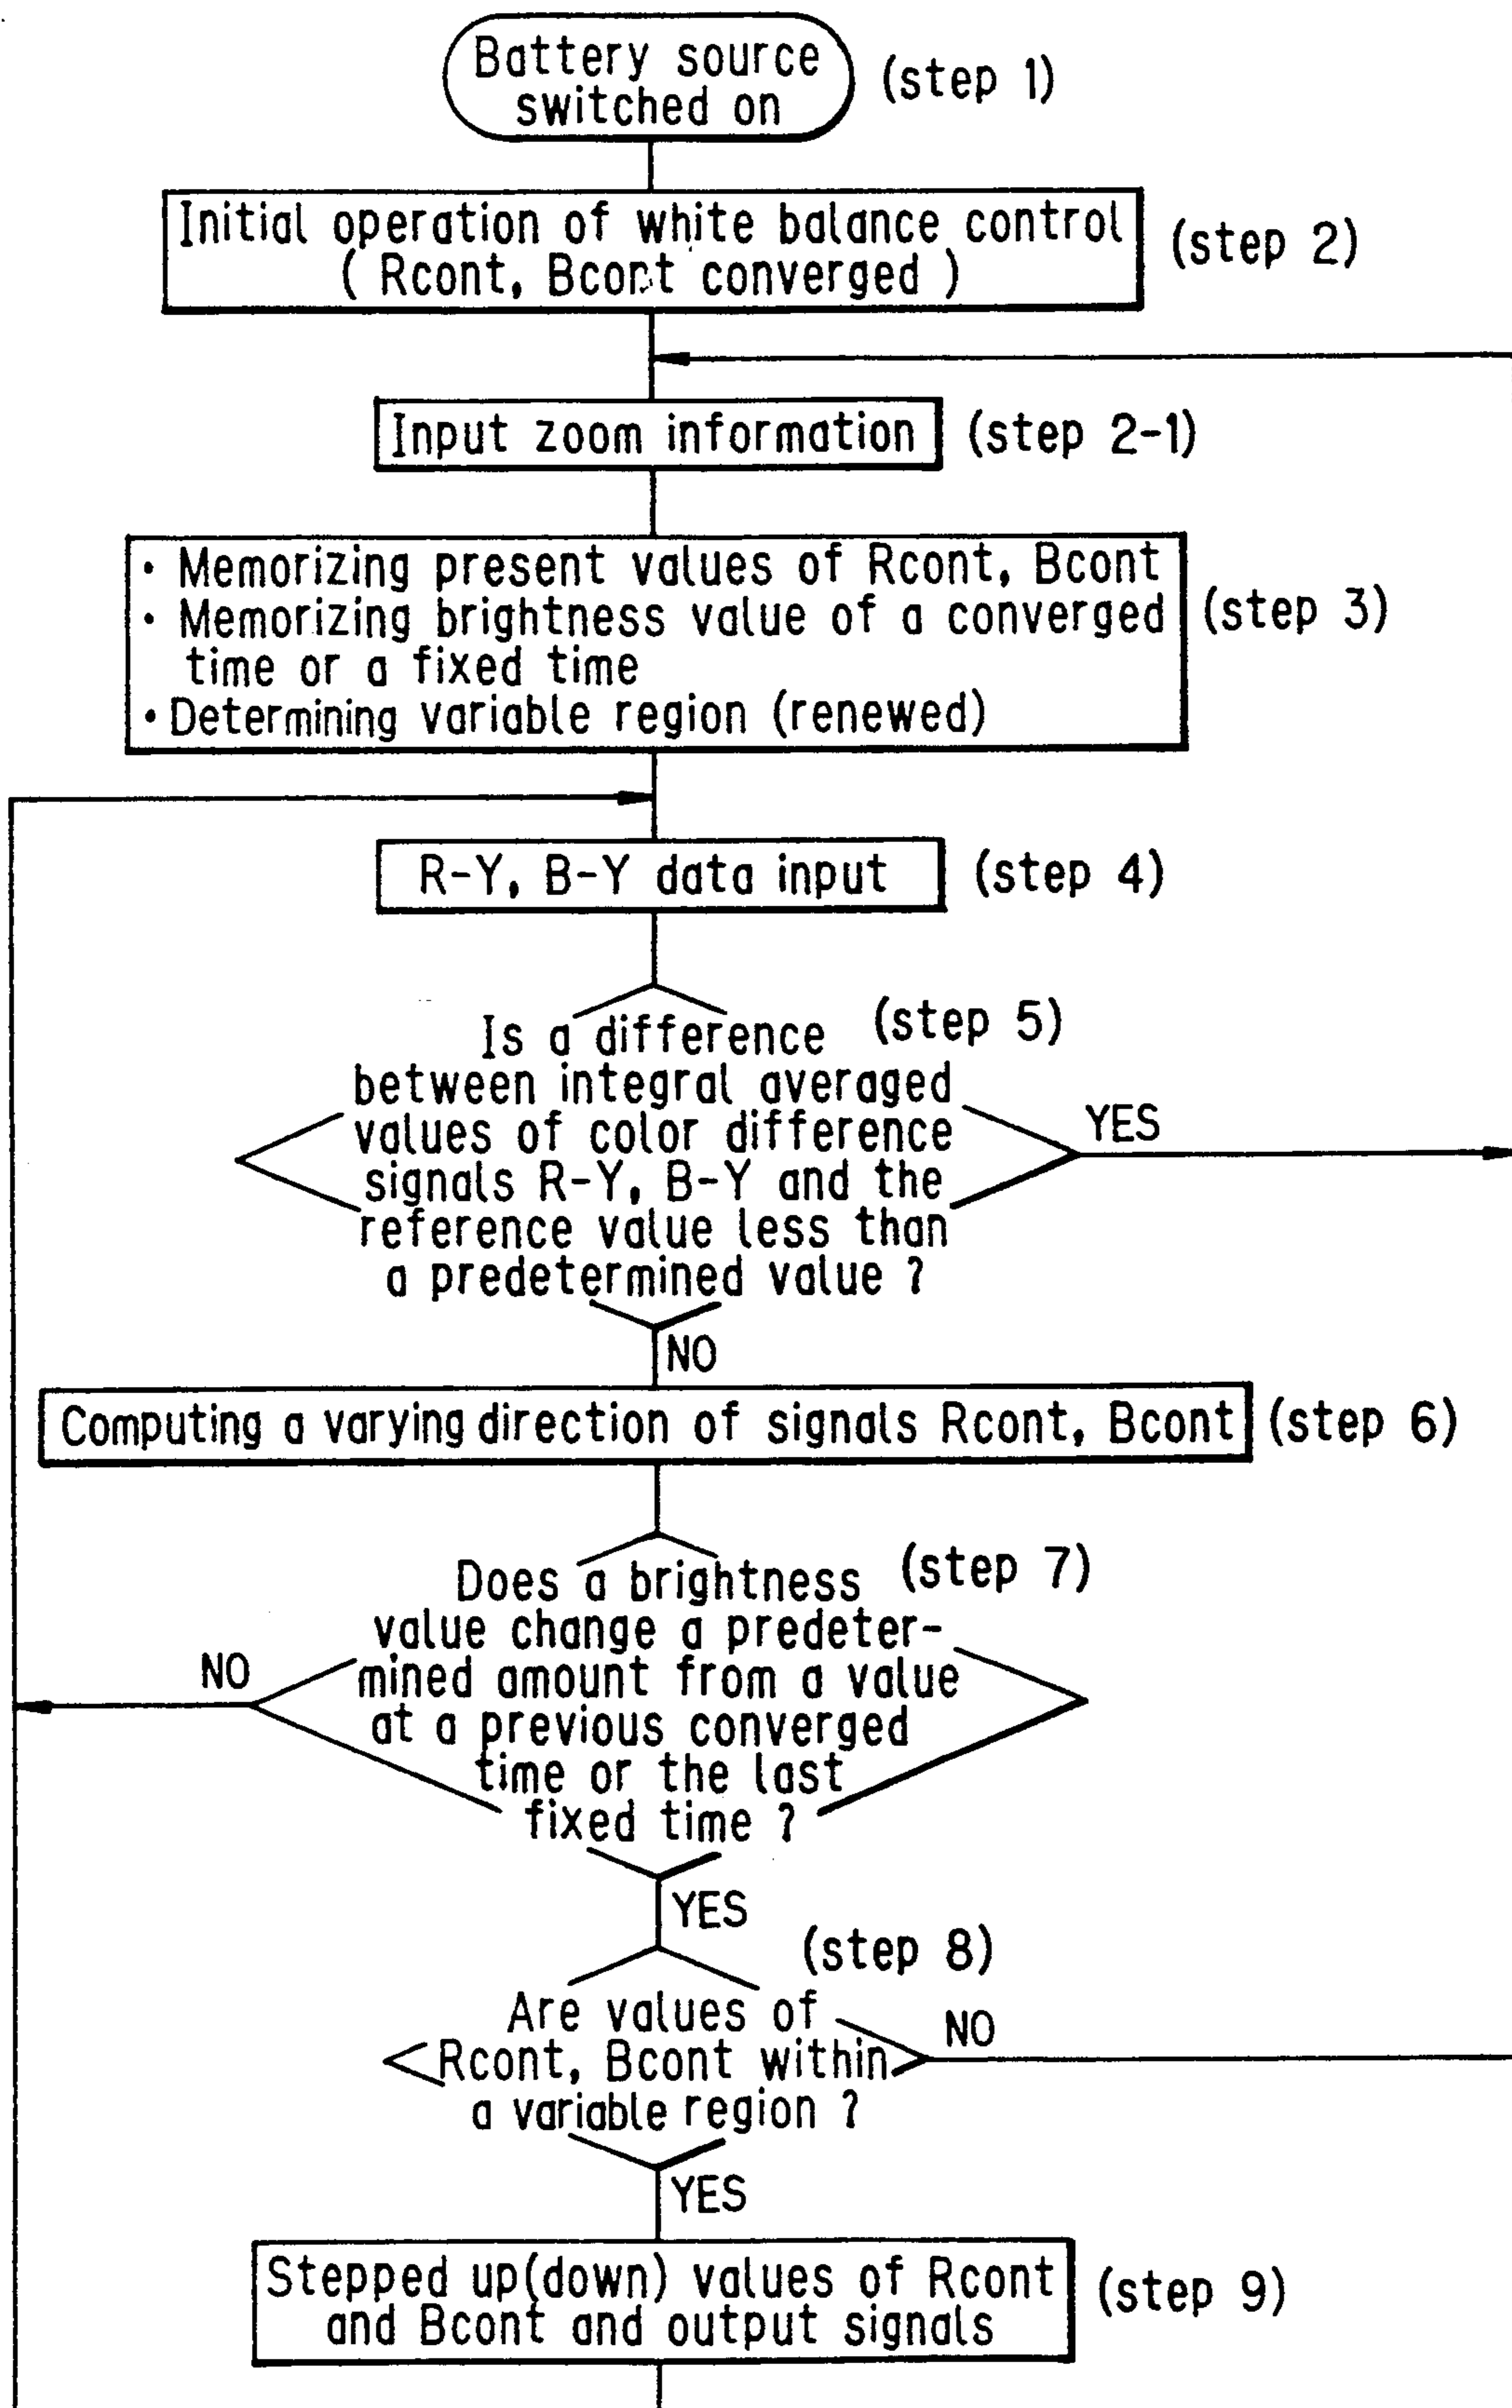 Battery source
switched on
(step 1)
Initial operation of white balance control
( Rcont, Bcont converged )
(step 2)
Input zoom information
(step 2-1)
· Memorizing present values of Rcont, Bcont
· Memorizing brightness value of a converged
time or a fixed time
· Determining variable region (renewed)
(step 3)
R-Y, B-Y data input
(step 4)
(step 5)
Is a difference
between integral averaged
values of color difference
signals R-Y, B-Y and the
reference value less than
a predetermined value ?
YES
NO
Computing a varying direction of signals Rcont, Bcont
(step 6)
(step 7)
Does a brightness
value change a predeter-
mined amount from a value
at a previous converged
time or the last
fixed time ?
NO
YES
(step 8)
Are values of
Rcont, Bcont within
a variable region ?
NO
YES
Stepped up(down) values of Rcont
and Bcont and output signals
(step 9)